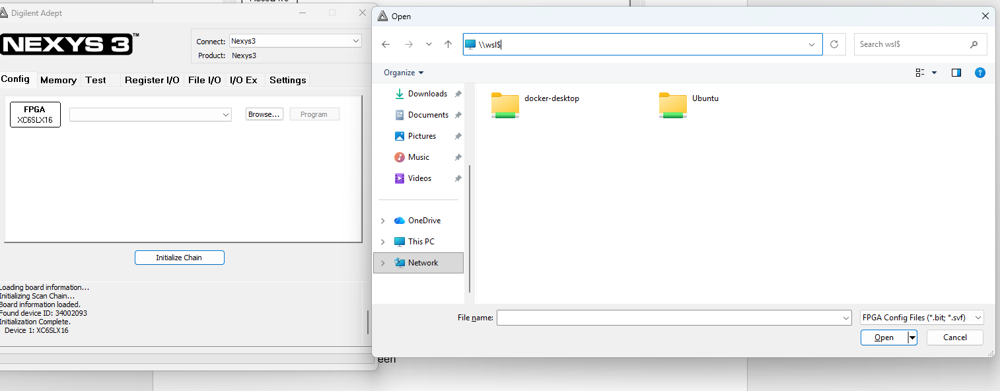 Digilent Adept
NEXYS 3™
Connect: Nexys3
Product: Nexys3
Config Memory Test Register I/O File I/O I/O Ex Settings
FPGA
XC6SLX16
Browse... Program
Initialize Chain
Loading board information...
Initializing Scan Chain...
Board information loaded.
Found device ID: 34002093
Initialization Complete.
Device 1: XC6SLX16
Open
\\wsl$
Search wsl$
Organize
Downloads
Documents
Pictures
Music
Videos
OneDrive
This PC
Network
docker-desktop
Ubuntu
File name:
FPGA Config Files (*.bit; *.svf)
Open Cancel
een